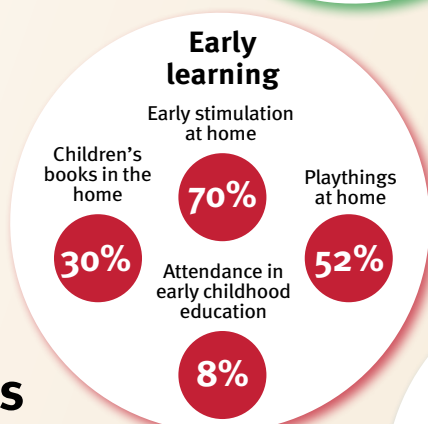 Early
learning
Early stimulation
at home
70%
Children's
books in the
home
30%
Playthings
at home
52%
Attendance in
early childhood
education
8%
s